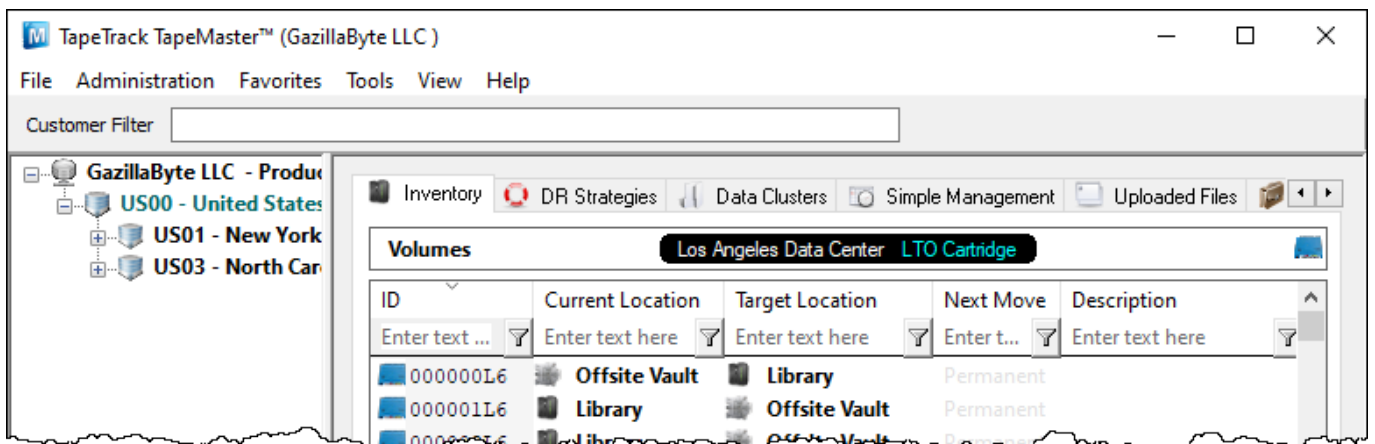 TapeTrack TapeMaster™ (GazillaByte LLC )
File Administration Favorites Tools View Help
Customer Filter
GazillaByte LLC - Produc
US00 - United States
US01 - New York
US03 - North Car
Inventory DR Strategies Data Clusters Simple Management Uploaded Files
Volumes Los Angeles Data Center LTO Cartridge
ID Current Location Target Location Next Move Description
Enter text ... Enter text here Enter text here Enter t... Enter text here
000000L6 Offsite Vault Library Permanent
000001L6 Library Offsite Vault Permanent